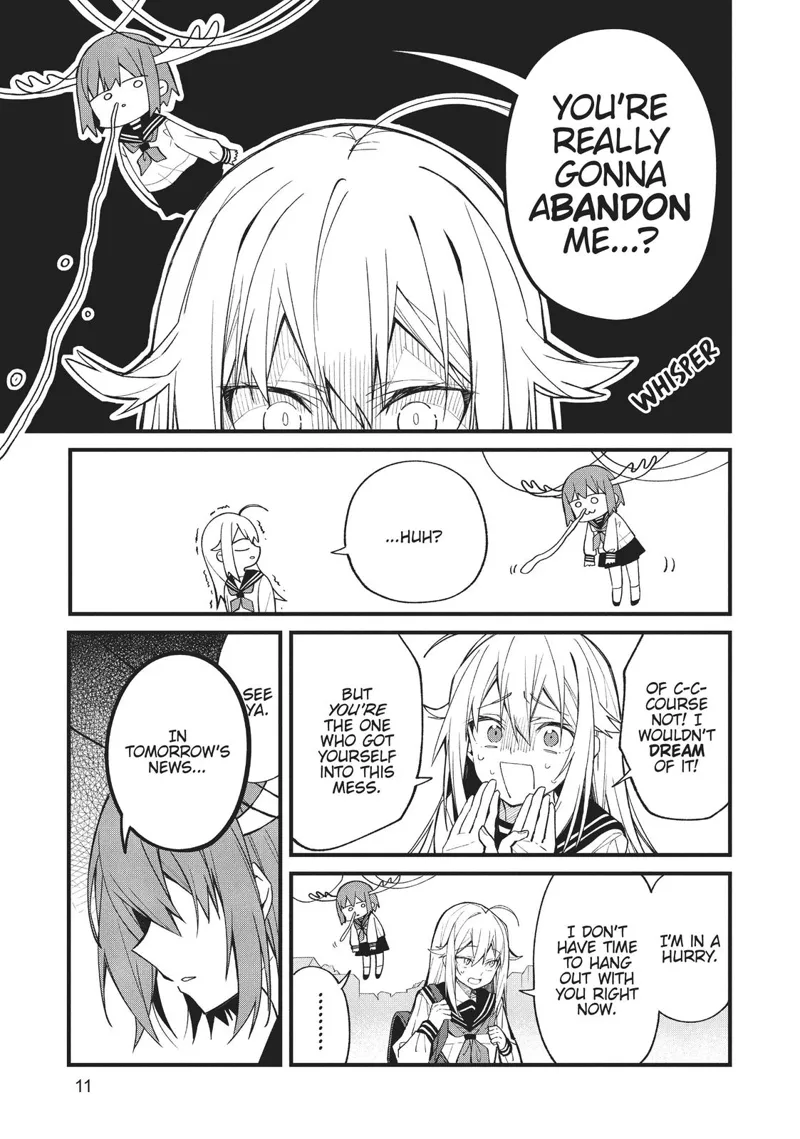 YOU'RE
REALLY
GONNA
ABANDON
ME...?
WHISPER
...HUH?
OF C-C-
COURSE
NOT! I
WOULDN'T
DREAM
OF IT!
BUT
YOU'RE
THE ONE
WHO GOT
YOURSELF
INTO THIS
MESS.
I'M IN A
HURRY.
I DON'T
HAVE TIME
TO HANG
OUT WITH
YOU RIGHT
NOW.
........
SEE
YA.
IN
TOMORROW'S
NEWS...
11